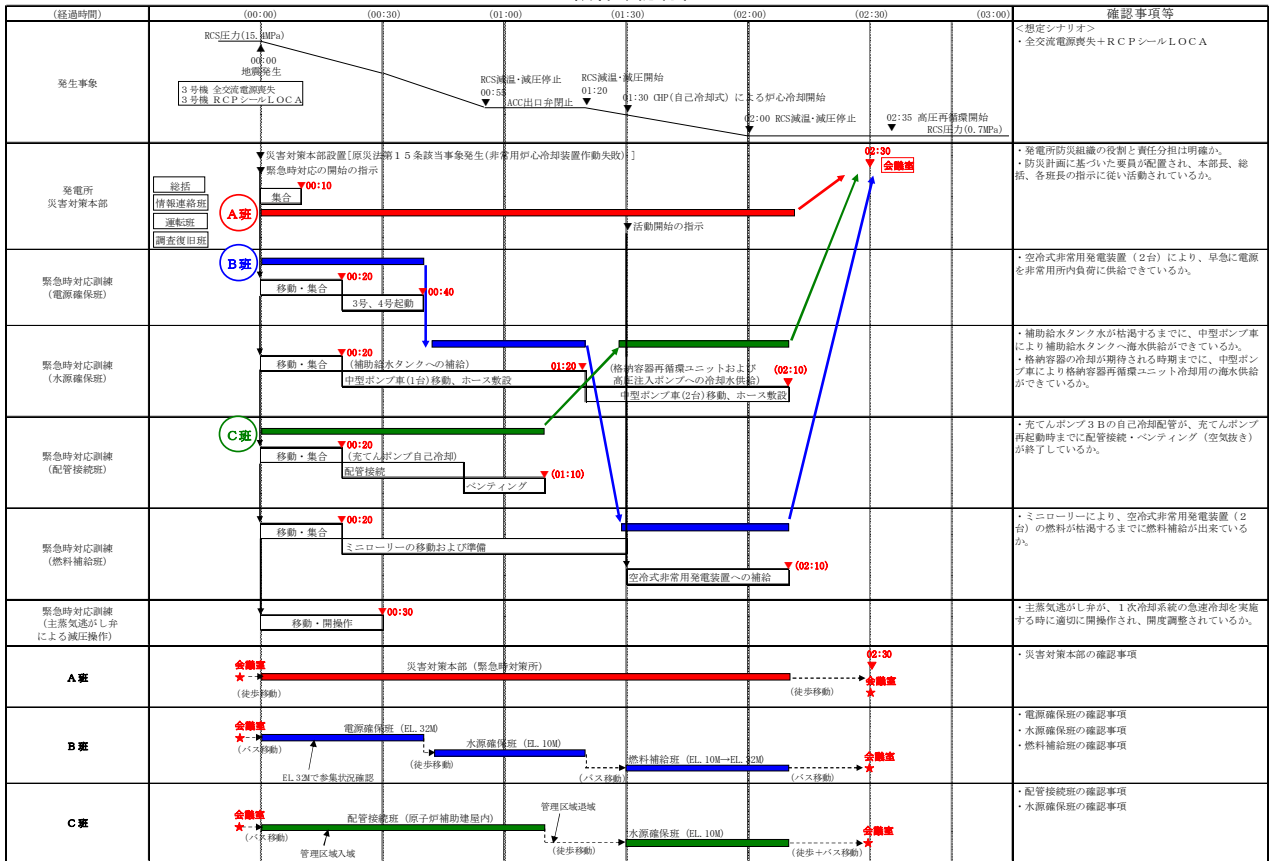 (経過時間)
(00:00)
(00:30)
(01:00)
(01:30)
(02:00)
(02:30)
(03:00)
確認事項等
発生事象
RCS圧力(15.4MPa)
00:00
地震発生
3号機 全交流電源喪失
3号機 RCPシールLOCA
RCS減温・減圧停止
00:55
ACC出口弁閉止
RCS減温・減圧開始
01:20
01:30 CHP(自己冷却式)による炉心冷却開始
02:00 RCS減温・減圧停止
02:35 高圧再循環開始
RCS圧力(0.7MPa)
<想定シナリオ>
・全交流電源喪失+RCPシールLOCA
発電所
災害対策本部
総括
情報連絡班
運転班
調査復旧班
災害対策本部設置[原災法第15条該当事象発生(非常用炉心冷却装置作動失敗)]
緊急時対応の開始の指示
00:10
集合
A班
活動開始の指示
02:30
会議室
・発電所防災組織の役割と責任分担は明確か。
・防災計画に基づいた要員が配置され、本部長、総
括、各班長の指示に従い活動されているか。
緊急時対応訓練
(電源確保班)
B班
00:20
移動・集合
00:40
3号、4号起動
・空冷式非常用発電装置(2台)により、早急に電源
を非常用所内負荷に供給できているか。
緊急時対応訓練
(水源確保班)
00:20
移動・集合
(補助給水タンクへの補給)
01:20
中型ポンプ車(1台)移動、ホース敷設
(格納容器再循環ユニットおよび
高圧注入ポンプへの冷却水供給)
(02:10)
中型ポンプ車(2台)移動、ホース敷設
・補助給水タンク水が枯渇するまでに、中型ポンプ車
により補助給水タンクへ海水供給ができているか。
・格納容器の冷却が期待される時期までに、中型ポン
プ車により格納容器再循環ユニット冷却用の海水供給
ができているか。
緊急時対応訓練
(配管接続班)
C班
00:20
移動・集合
(充てんポンプ自己冷却)
配管接続
(01:10)
ベンティング
・充てんポンプ3Bの自己冷却配管が、充てんポンプ
再起動時までに配管接続・ベンティング(空気抜き)
が終了しているか。
緊急時対応訓練
(燃料補給班)
00:20
移動・集合
ミニローリーの移動および準備
(02:10)
空冷式非常用発電装置への補給
・ミニローリーにより、空冷式非常用発電装置(2
台)の燃料が枯渇するまでに燃料補給が出来ている
か。
緊急時対応訓練
(主蒸気逃がし弁
による減圧操作)
00:30
移動・開操作
・主蒸気逃がし弁が、1次冷却系統の急速冷却を実施
する時に適切に開操作され、開度調整されているか。
A班
会議室
(徒歩移動)
災害対策本部(緊急時対策所)
(徒歩移動)
02:30
会議室
・災害対策本部の確認事項
B班
会議室
(バス移動)
電源確保班(EL.32M)
EL.32Mで参集状況確認
(徒歩移動)
水源確保班(EL.10M)
(バス移動)
燃料補給班(EL.10M→EL.32M)
(バス移動)
会議室
・電源確保班の確認事項
・水源確保班の確認事項
・燃料補給班の確認事項
C班
会議室
(バス移動)
配管接続班(原子炉補助建屋内)
管理区域入域
管理区域退域
(徒歩移動)
水源確保班(EL.10M)
(徒歩+バス移動)
会議室
・配管接続班の確認事項
・水源確保班の確認事項